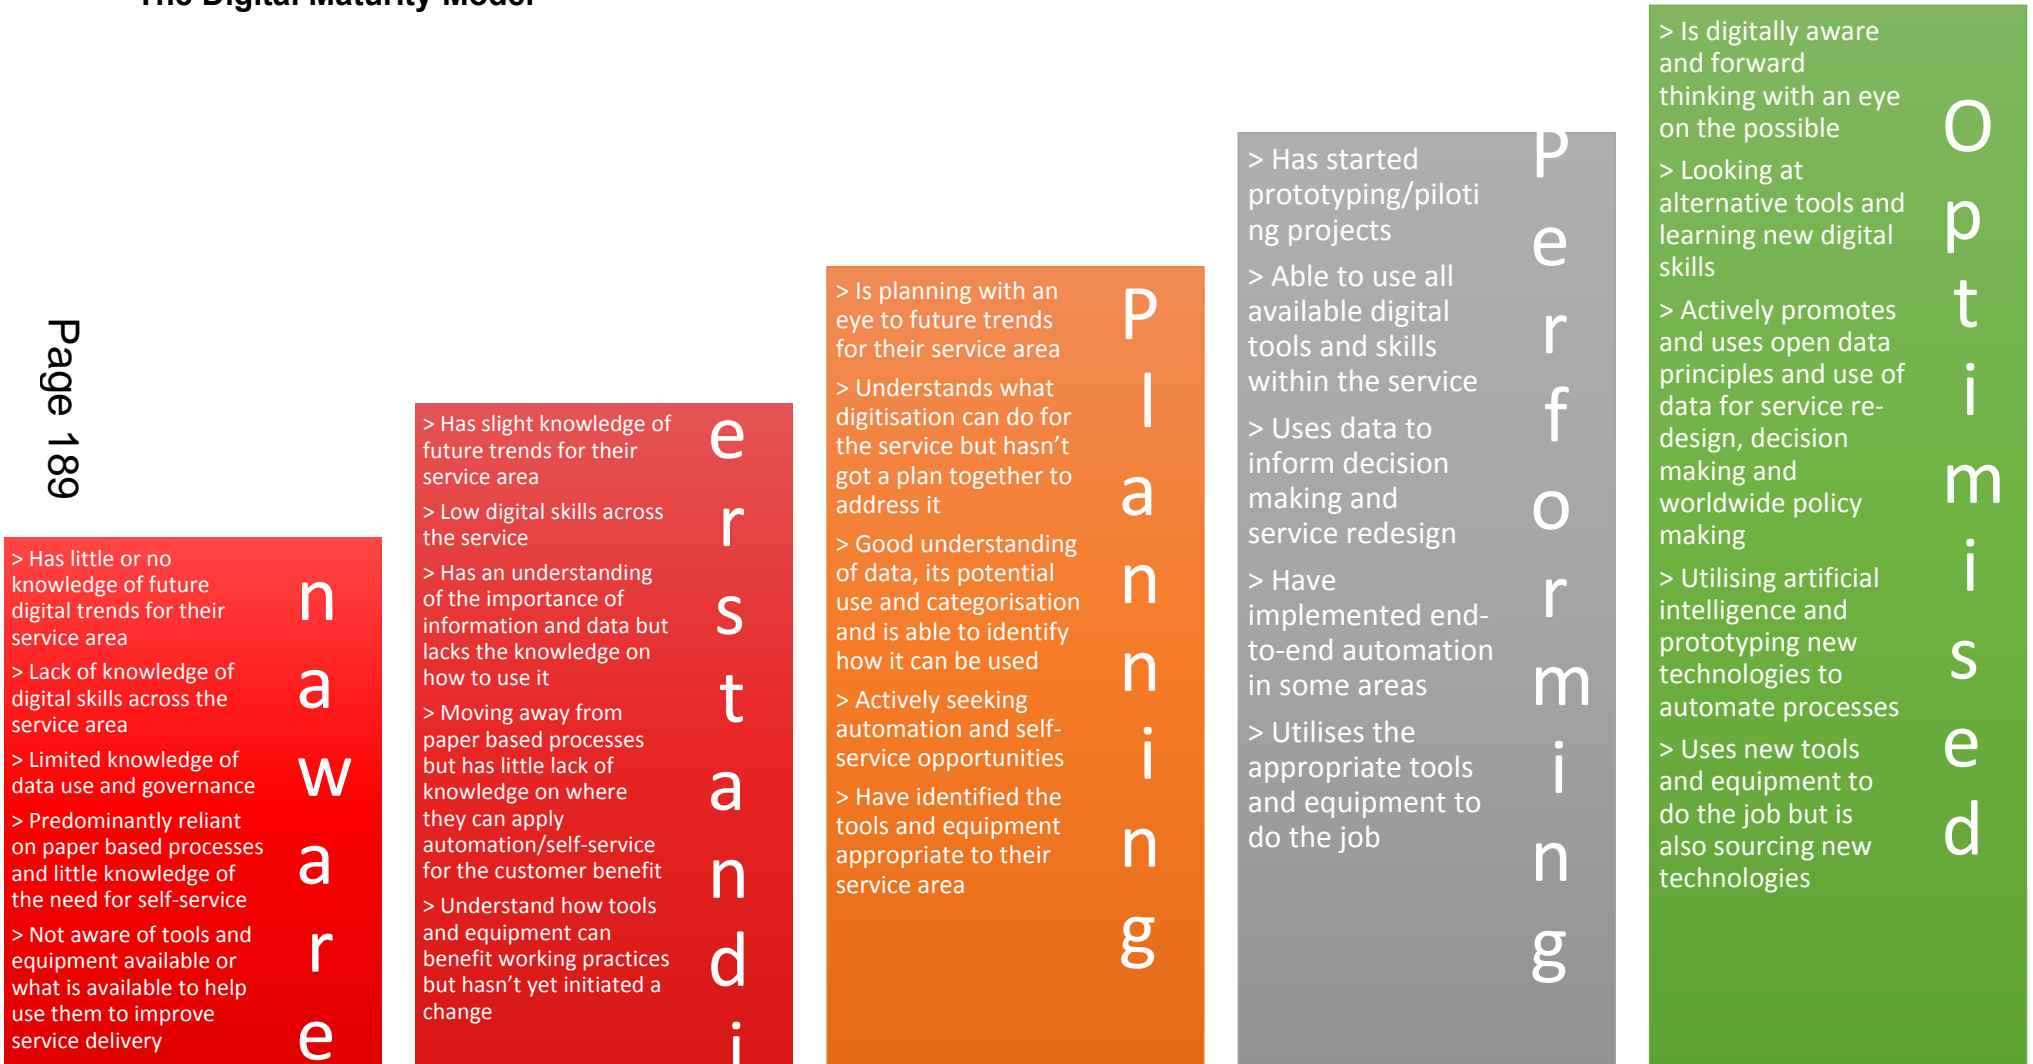 The Digital Maturity Model
Page 189
> Has little or no
knowledge of future
digital trends for their
service area
> Lack of knowledge of
digital skills across the
service area
> Limited knowledge of
data use and governance
> Predominantly reliant
on paper based processes
and little knowledge of
the need for self-service
> Not aware of tools and
equipment available or
what is available to help
use them to improve
service delivery
n
a
w
a
r
e
> Has slight knowledge of
future trends for their
service area
> Low digital skills across
the service
> Has an understanding
of the importance of
information and data but
lacks the knowledge on
how to use it
> Moving away from
paper based processes
but has little lack of
knowledge on where
they can apply
automation/self-service
for the customer benefit
> Understand how tools
and equipment can
benefit working practices
but hasn't yet initiated a
change
e
r
s
t
a
n
d
i
> Is planning with an
eye to future trends
for their service area
> Understands what
digitisation can do for
the service but hasn't
got a plan together to
address it
> Good understanding
of data, its potential
use and categorisation
and is able to identify
how it can be used
> Actively seeking
automation and self-
service opportunities
> Have identified the
tools and equipment
appropriate to their
service area
P
l
a
n
n
i
n
g
> Has started
prototyping/piloti
ng projects
> Able to use all
available digital
tools and skills
within the service
> Uses data to
inform decision
making and
service redesign
> Have
implemented end-
to-end automation
in some areas
> Utilises the
appropriate tools
and equipment to
do the job
P
e
r
f
o
r
m
i
n
g
> Is digitally aware
and forward
thinking with an eye
on the possible
> Looking at
alternative tools and
learning new digital
skills
> Actively promotes
and uses open data
principles and use of
data for service re-
design, decision
making and
worldwide policy
making
> Utilising artificial
intelligence and
prototyping new
technologies to
automate processes
> Uses new tools
and equipment to
do the job but is
also sourcing new
technologies
O
p
t
i
m
i
s
e
d